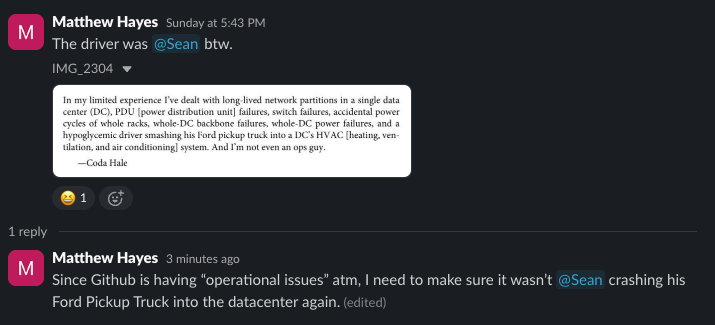 M
Matthew Hayes Sunday at 5:43 PM
The driver was @Sean btw.
IMG_2304
In my limited experience I've dealt with long-lived network partitions in a single data
center (DC), PDU [power distribution unit] failures, switch failures, accidental power
cycles of whole racks, whole-DC backbone failures, whole-DC power failures, and a
hypoglycemic driver smashing his Ford pickup truck into a DC's HVAC [heating, ven-
tilation, and air conditioning] system. And I'm not even an ops guy.
—Coda Hale
1
1 reply
M
Matthew Hayes 3 minutes ago
Since Github is having “operational issues” atm, I need to make sure it wasn't @Sean crashing his
Ford Pickup Truck into the datacenter again. (edited)